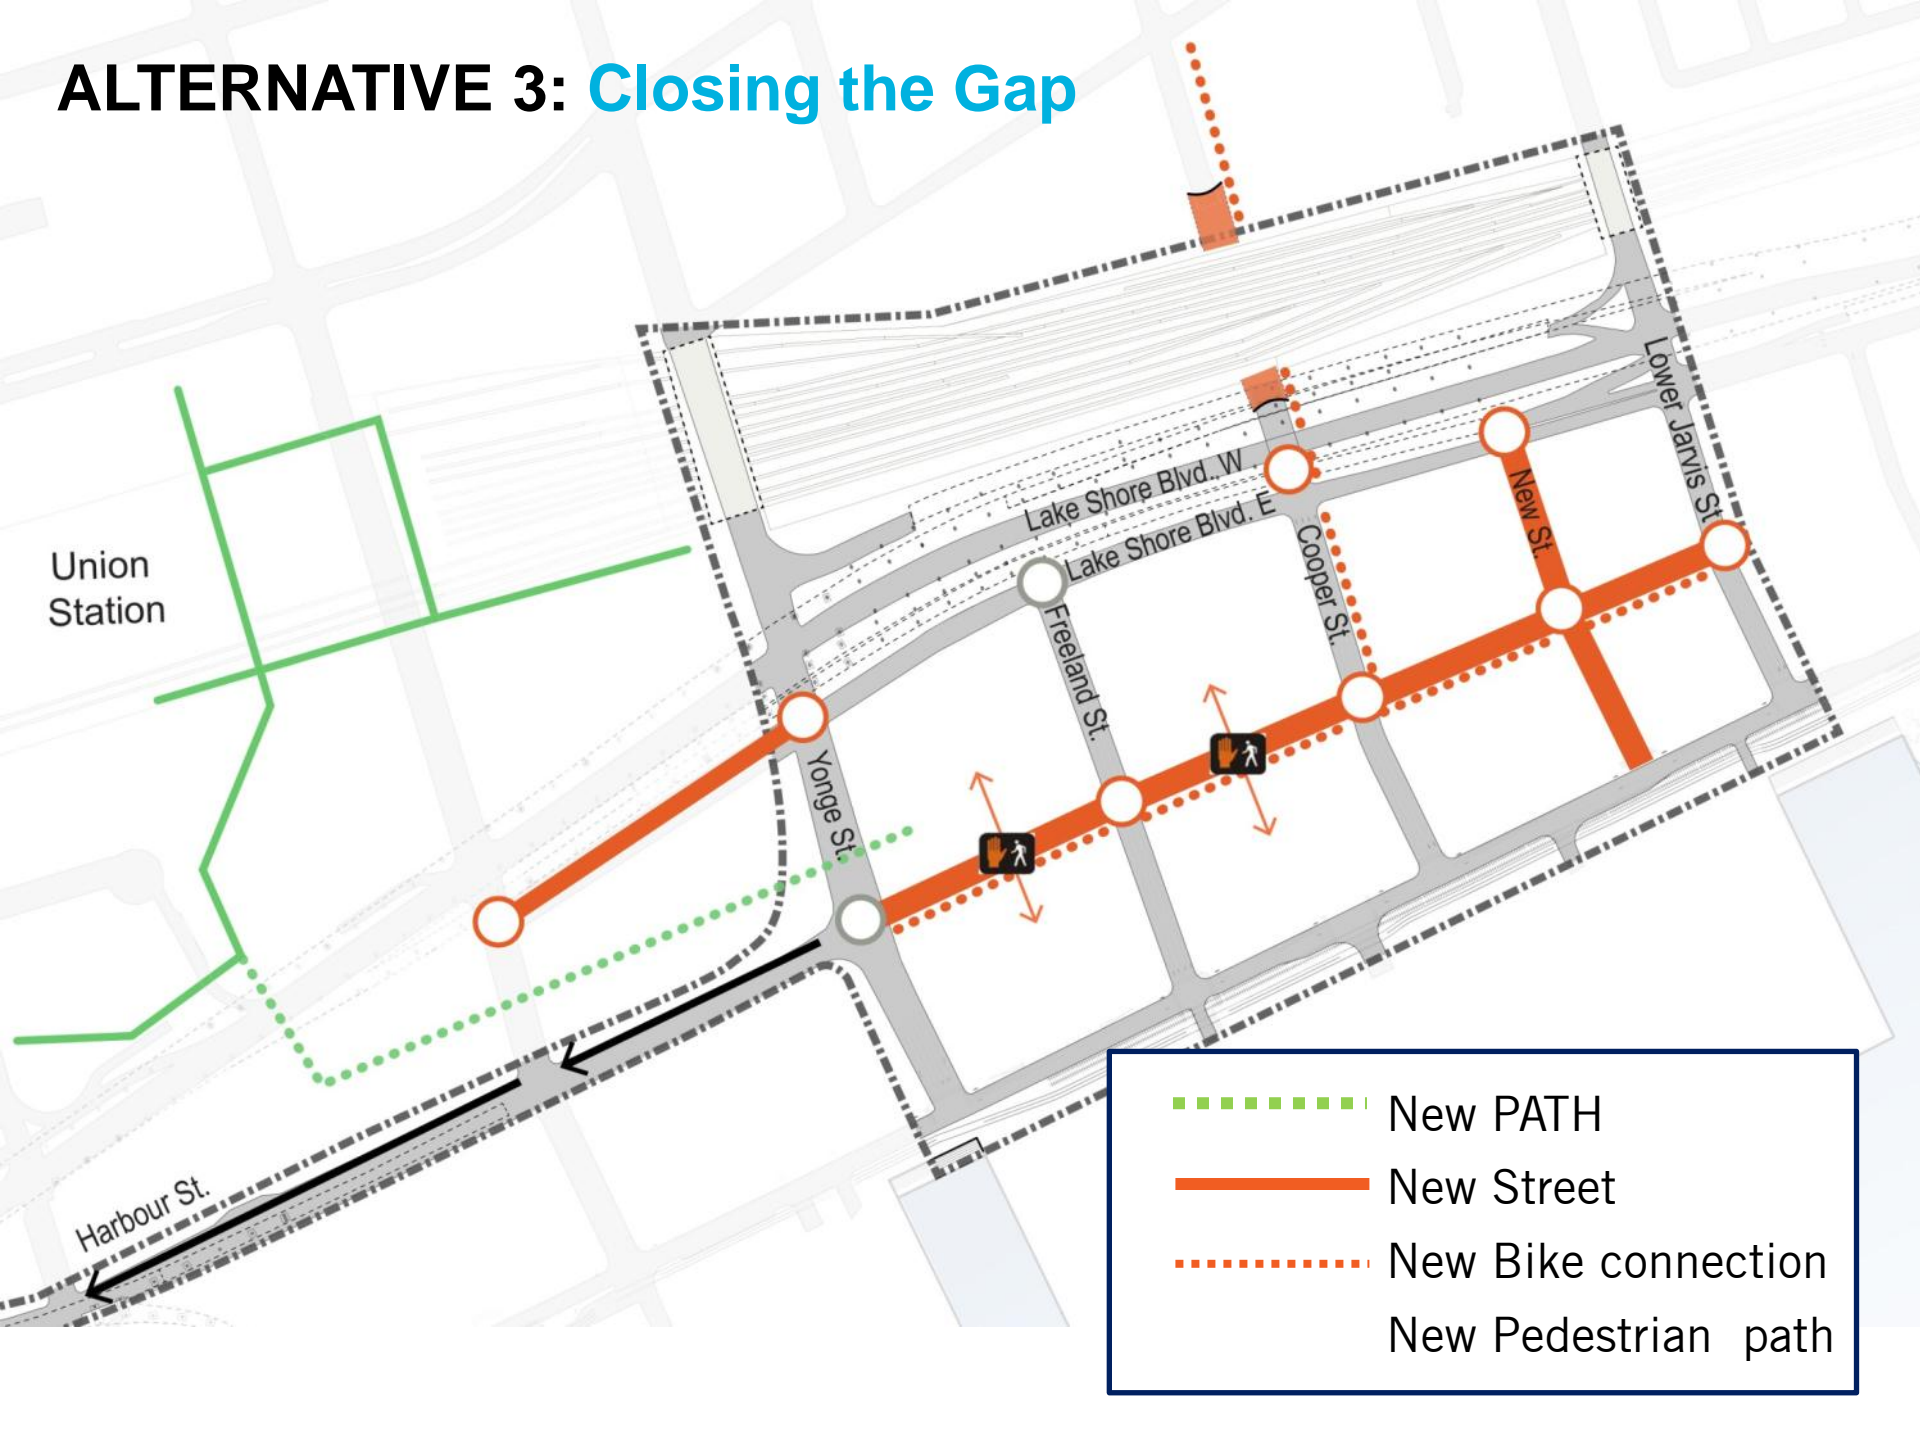 ALTERNATIVE 3: Closing the Gap
Union
Station
Lake Shore Blvd. W
Lake Shore Blvd. E
Lower Jarvis St.
New St.
Cooper St.
Freeland St.
Yonge St.
Harbour St.
New PATH
New Street
New Bike connection
New Pedestrian path